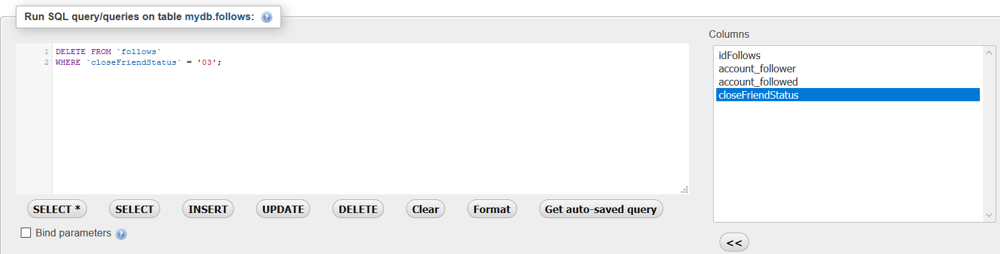 Run SQL query/queries on table mydb.follows:
1 DELETE FROM `follows`
2 WHERE `closeFriendStatus` = '03';
SELECT * SELECT INSERT UPDATE DELETE Clear Format Get auto-saved query
Bind parameters
Columns
idFollows
account_follower
account_followed
closeFriendStatus
<<